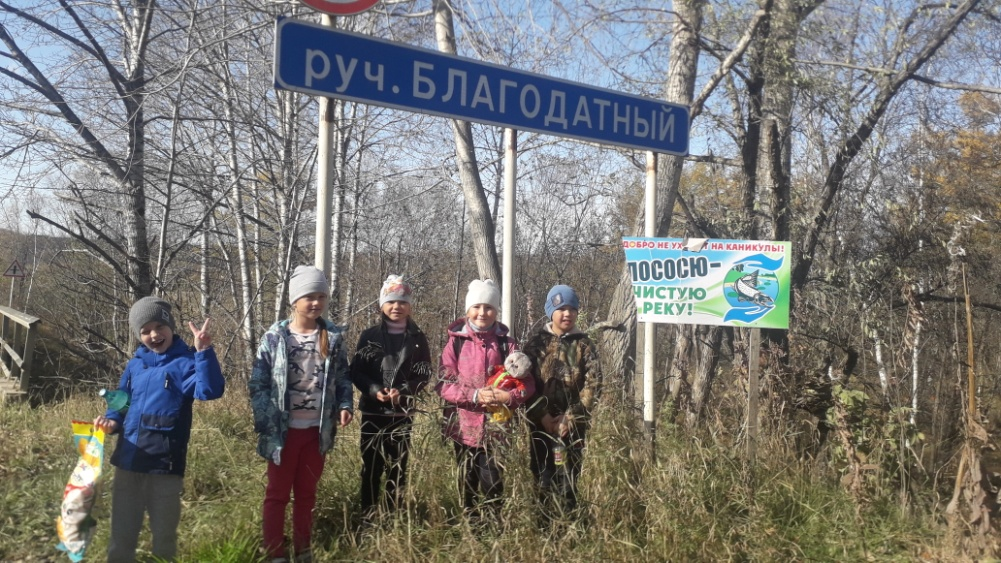 руч. БЛАГОДАТНЫЙ
ДОБРО НЕ НА КАНИКУЛЫ!
ЛОСОСЮ-
ЧИСТУЮ
РЕКУ!